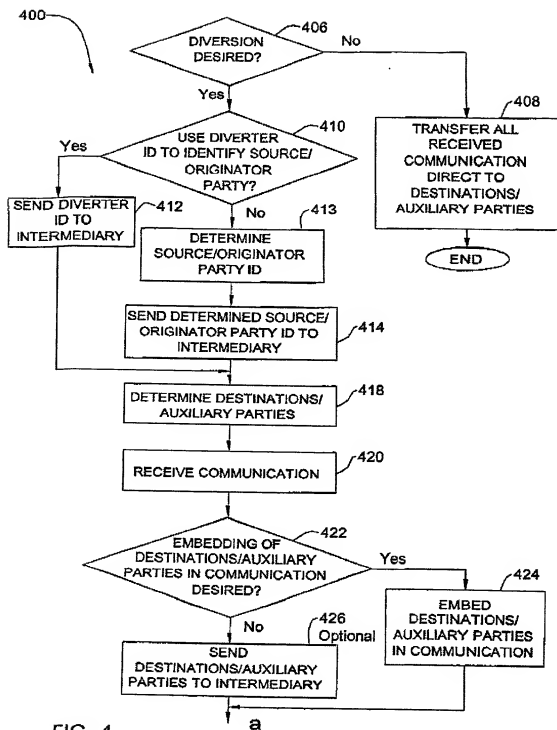 400
406
DIVERSION
DESIRED?
No
Yes
408
TRANSFER ALL
RECEIVED
COMMUNICATION
DIRECT TO
DESTINATIONS/
AUXILIARY PARTIES
END
410
USE DIVERTER
ID TO IDENTIFY SOURCE/
ORIGINATOR
PARTY?
Yes
No
412
SEND DIVERTER
ID TO
INTERMEDIARY
413
DETERMINE
SOURCE/ORIGINATOR
PARTY ID
SEND DETERMINED SOURCE/
ORIGINATOR PARTY ID TO
INTERMEDIARY
414
DETERMINE DESTINATIONS/
AUXILIARY PARTIES
418
RECEIVE COMMUNICATION
420
422
EMBEDDING OF
DESTINATIONS/AUXILIARY
PARTIES IN COMMUNICATION
DESIRED?
Yes
No
424
EMBED
DESTINATIONS/
AUXILIARY PARTIES
IN COMMUNICATION
426
Optional
SEND
DESTINATIONS/AUXILIARY
PARTIES TO INTERMEDIARY
a